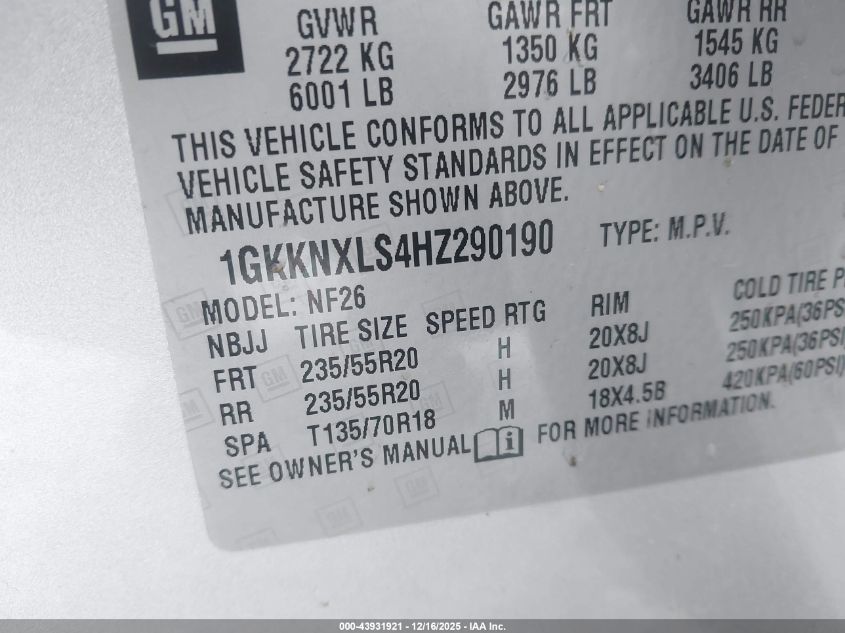 GM
GVWR GAWR FRT GAWR RR
2722 KG 1350 KG 1545 KG
6001 LB 2976 LB 3406 LB
THIS VEHICLE CONFORMS TO ALL APPLICABLE U.S. FEDER
VEHICLE SAFETY STANDARDS IN EFFECT ON THE DATE OF
MANUFACTURE SHOWN ABOVE.
1GKKNXLS4HZ290190 TYPE: M.P.V.
MODEL: NF26
NBJJ TIRE SIZE SPEED RTG RIM COLD TIRE P
FRT 235/55R20 H 20X8J 250KPA(36PSI
RR 235/55R20 H 20X8J 250KPA(36PSI
SPA T135/70R18 M 18X4.5B 420KPA(60PSI)
SEE OWNER'S MANUAL FOR MORE INFORMATION.
000-43931921 - 12/16/2025 - IAA Inc.